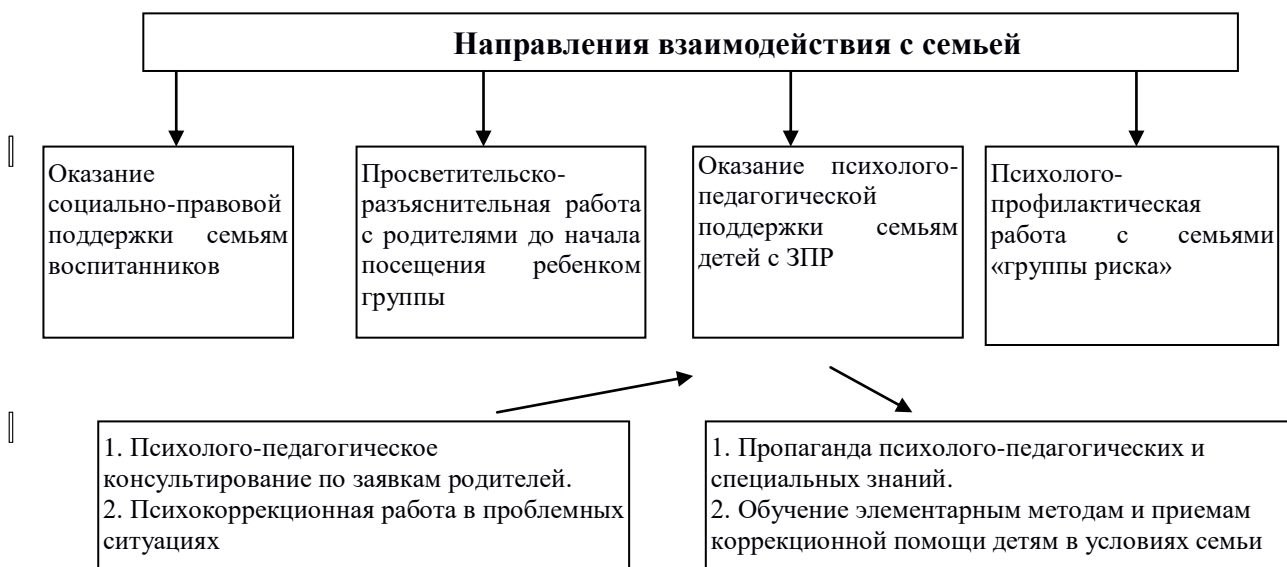 Направления взаимодействия с семьей
Оказание
социально-правовой
поддержки семьям
воспитанников
Просветительско-
разъяснительная работа
с родителями до начала
посещения ребенком
группы
Оказание психолого-
педагогической
поддержки семьям
детей с ЗПР
Психолого-
профилактическая
работа с семьями
«группы риска»
1. Психолого-педагогическое
консультирование по заявкам родителей.
2. Психокоррекционная работа в проблемных
ситуациях
1. Пропаганда психолого-педагогических и
специальных знаний.
2. Обучение элементарным методам и приемам
коррекционной помощи детям в условиях семьи